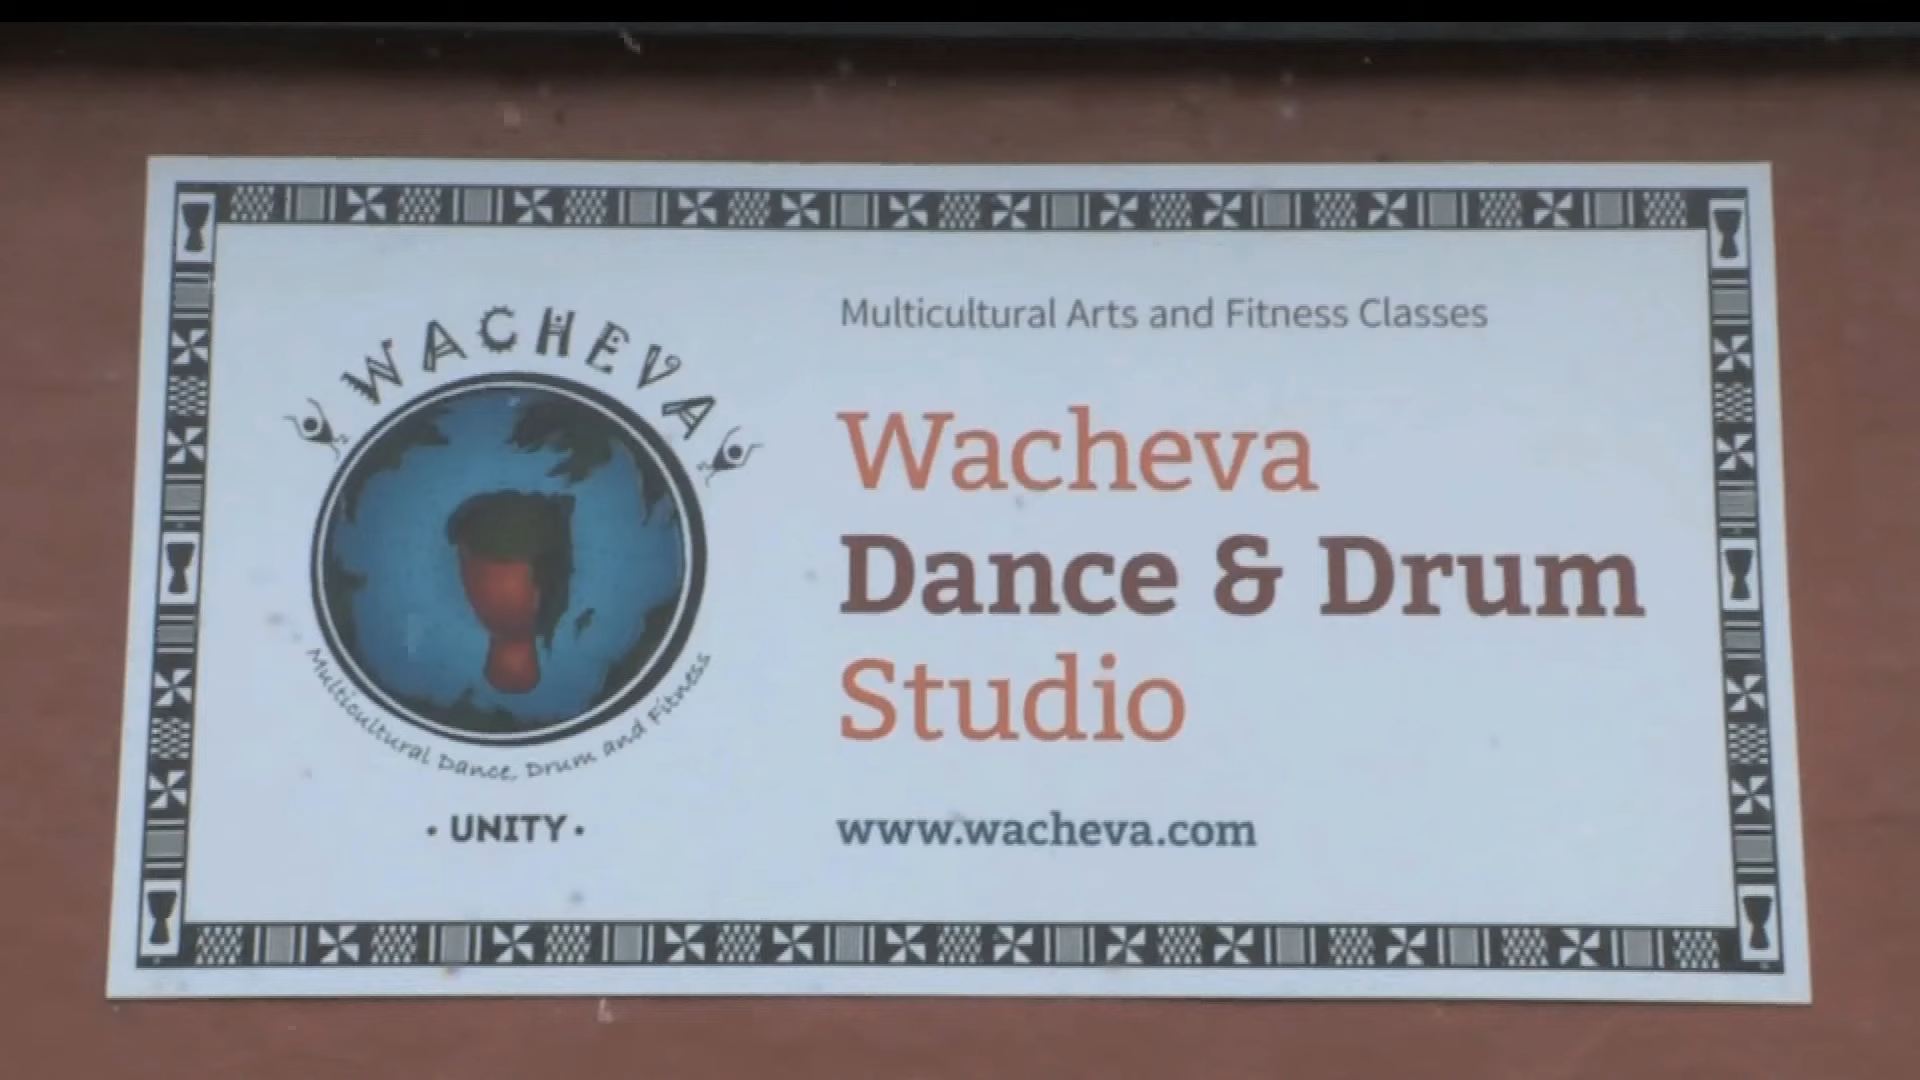 WACHEVA
Multicultural Dance, Drum and Fitness
• UNITY •
Multicultural Arts and Fitness Classes
Wacheva
Dance & Drum
Studio
www.wacheva.com